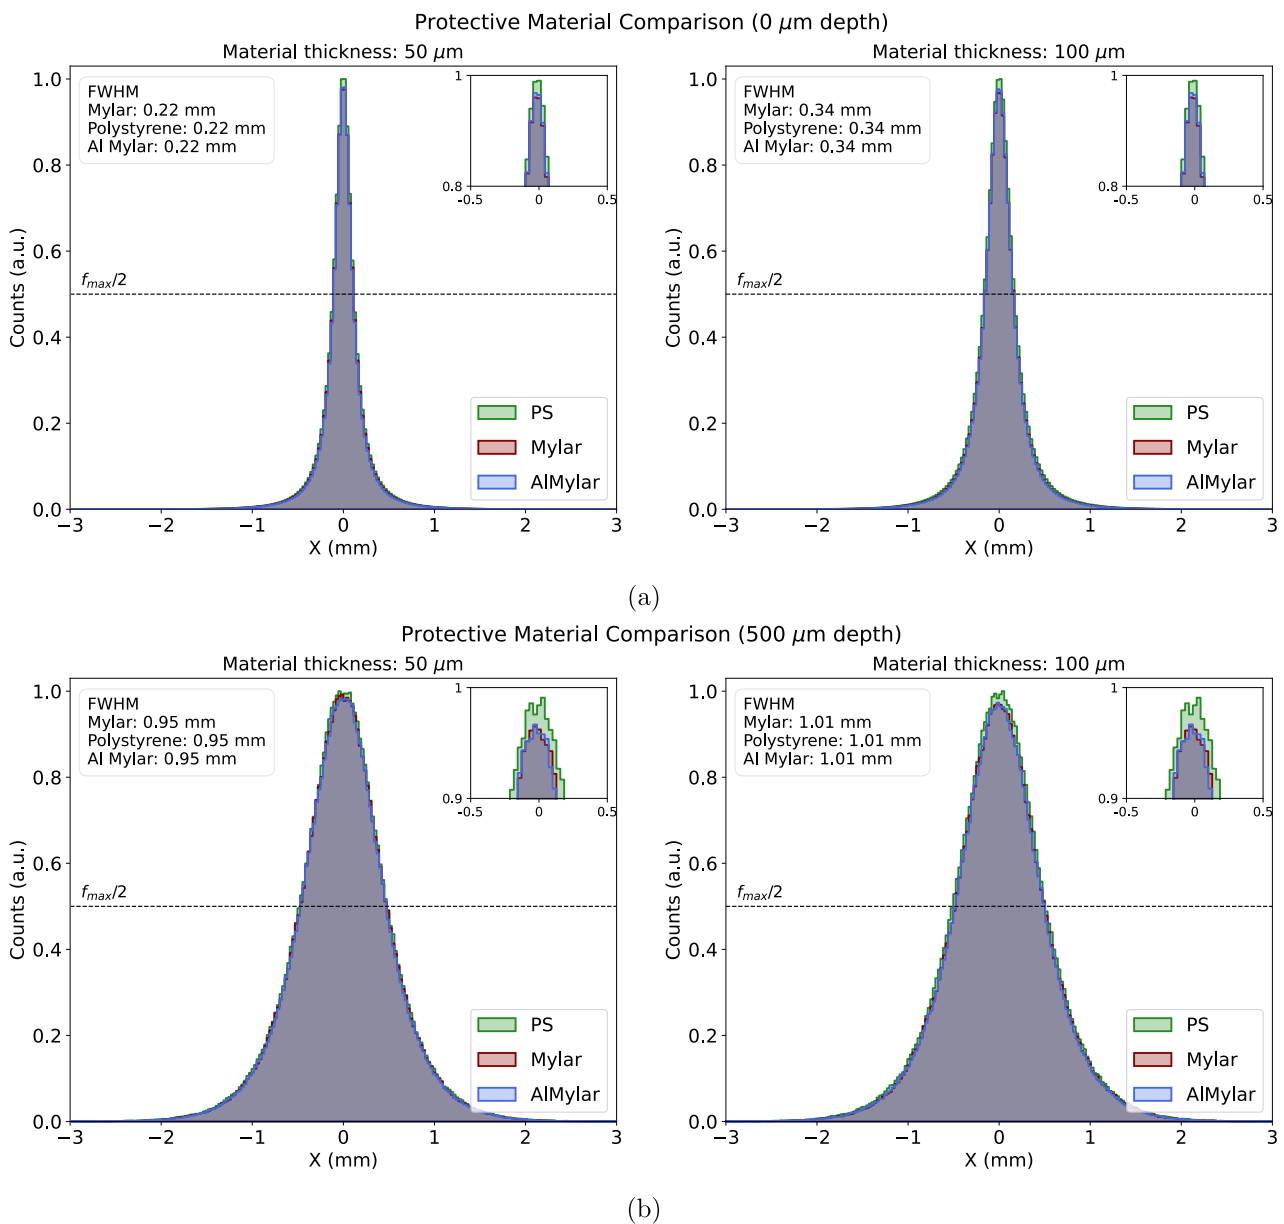 Protective Material Comparison (0 μm depth)
Material thickness: 50 μm
FWHM
Mylar: 0.22 mm
Polystyrene: 0.22 mm
Al Mylar: 0.22 mm
1
0.8
-0.5
0
0.5
f_max/2
1.0
0.8
0.6
0.4
0.2
0.0
Counts (a.u.)
PS
Mylar
AlMylar
−3
−2
−1
0
1
2
3
X (mm)
Material thickness: 100 μm
FWHM
Mylar: 0.34 mm
Polystyrene: 0.34 mm
Al Mylar: 0.34 mm
1
0.8
-0.5
0
0.5
f_max/2
1.0
0.8
0.6
0.4
0.2
0.0
Counts (a.u.)
PS
Mylar
AlMylar
−3
−2
−1
0
1
2
3
X (mm)
(a)
Protective Material Comparison (500 μm depth)
Material thickness: 50 μm
FWHM
Mylar: 0.95 mm
Polystyrene: 0.95 mm
Al Mylar: 0.95 mm
1
0.9
-0.5
0
0.5
f_max/2
1.0
0.8
0.6
0.4
0.2
0.0
Counts (a.u.)
PS
Mylar
AlMylar
−3
−2
−1
0
1
2
3
X (mm)
Material thickness: 100 μm
FWHM
Mylar: 1.01 mm
Polystyrene: 1.01 mm
Al Mylar: 1.01 mm
1
0.9
-0.5
0
0.5
f_max/2
1.0
0.8
0.6
0.4
0.2
0.0
Counts (a.u.)
PS
Mylar
AlMylar
−3
−2
−1
0
1
2
3
X (mm)
(b)